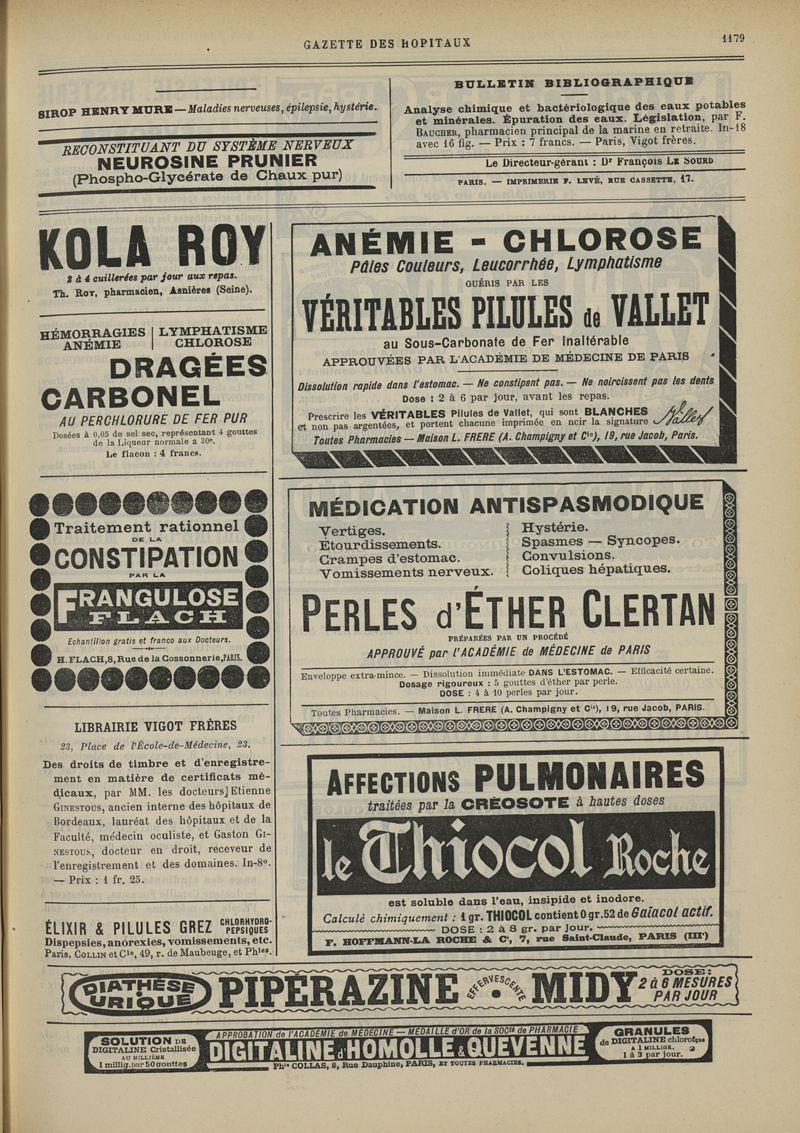 GAZETTE DES HOPITAUX
1179
SIROP HENRY MURE — Maladies nerveuses, épilepsie, hystérie.
RECONSTITUANT DU SYSTÈME NERVEUX
NEUROSINE PRUNIER
(Phospho-Glycérate de Chaux pur)
BULLETIN BIBLIOGRAPHIQUE
Analyse chimique et bactériologique des eaux potables
et minérales. Épuration des eaux. Législation, par F.
BAUCHER, pharmacien principal de la marine en retraite. In-18
avec 16 fig. — Prix : 7 francs. — Paris, Vigot frères.
Le Directeur-gérant : Dr François LE SOURD
PARIS. — IMPRIMERIE F. LEVÉ, RUE CASSETTE, 17.
KOLA ROY
2 à 4 cuillerées par jour aux repas.
Th. ROY, pharmacien, Asnières (Seine).
HÉMORRAGIES | LYMPHATISME
ANÉMIE | CHLOROSE
DRAGÉES
CARBONEL
AU PERCHLORURE DE FER PUR
Dosées à 0,05 de sel sec, représentant 4 gouttes
de la Liqueur normale à 30°.
Le flacon : 4 francs.
Traitement rationnel
DE LA
CONSTIPATION
PAR LA
FRANGULOSE
FLACH
Echantillon gratis et franco aux Docteurs.
H. FLACH, 8, Rue de la Cossonnerie, PARIS.
LIBRAIRIE VIGOT FRÈRES
23, Place de l'École-de-Médecine, 23.
Des droits de timbre et d'enregistre-
ment en matière de certificats mé-
dicaux, par MM. les docteurs] Etienne
GINESTOUS, ancien interne des hôpitaux de
Bordeaux, lauréat des hôpitaux et de la
Faculté, médecin oculiste, et Gaston GI-
NESTOUS, docteur en droit, receveur de
l'enregistrement et des domaines. In-8°.
— Prix : 1 fr. 25.
ÉLIXIR & PILULES GREZ CHLORHYDRO-
PEPSIQUES
Dispepsies, anorexies, vomissements, etc.
Paris, COLLIN et Cie, 49, r. de Maubeuge, et Phies.
ANÉMIE - CHLOROSE
Pâles Couleurs, Leucorrhée, Lymphatisme
GUÉRIS PAR LES
VÉRITABLES PILULES de VALLET
au Sous-Carbonate de Fer inaltérable
APPROUVÉES PAR L'ACADÉMIE DE MÉDECINE DE PARIS
Dissolution rapide dans l'estomac. — Ne constipent pas. — Ne noircissent pas les dents
Dose : 2 à 6 par jour, avant les repas.
Prescrire les VÉRITABLES Pilules de Vallet, qui sont BLANCHES
et non pas argentées, et portent chacune imprimée en noir la signature Vallet
Toutes Pharmacies — Maison L. FRERE (A. Champigny et Cie), 19, rue Jacob, Paris.
MÉDICATION ANTISPASMODIQUE
Vertiges.
Étourdissements.
Crampes d'estomac.
Vomissements nerveux.
Hystérie.
Spasmes — Syncopes.
Convulsions.
Coliques hépatiques.
PERLES d'ÉTHER CLERTAN
PRÉPARÉES PAR UN PROCÉDÉ
APPROUVÉ par l'ACADÉMIE de MÉDECINE de PARIS
Enveloppe extra-mince. — Dissolution immédiate DANS L'ESTOMAC. — Efficacité certaine.
Dosage rigoureux : 5 gouttes d'éther par perle.
DOSE : 4 à 10 perles par jour.
Toutes Pharmacies. — Maison L. FRERE (A. Champigny et Cie), 19, rue Jacob, PARIS.
AFFECTIONS PULMONAIRES
traitées par la CRÉOSOTE à hautes doses
le Thiocol Roche
est soluble dans l'eau, insipide et inodore.
Calculé chimiquement : 1 gr. THIOCOL contient 0 gr. 52 de Gaïacol actif.
DOSE : 2 à 8 gr. par jour.
F. HOFFMANN-LA ROCHE & Cie, 7, rue Saint-Claude, PARIS (IIIe)
DIATHÈSE
URIQUE
PIPÉRAZINE EFFERVESCENTE MIDY
DOSE :
2 à 6 MESURES
PAR JOUR
SOLUTION DE
DIGITALINE Cristallisée
AU MILLIÈME
1 millig. par 50 gouttes
APPROBATION de l'ACADÉMIE de MÉDECINE — MÉDAILLE D'OR de la SOCté de PHARMACIE
DIGITALINE d'HOMOLLE & QUEVENNE
Phie COLLAS, 8, Rue Dauphine, PARIS, ET TOUTES PHARMACIES.
GRANULES
de DIGITALINE chlorofque
A 1 MILLIGR.
1 à 3 par jour.